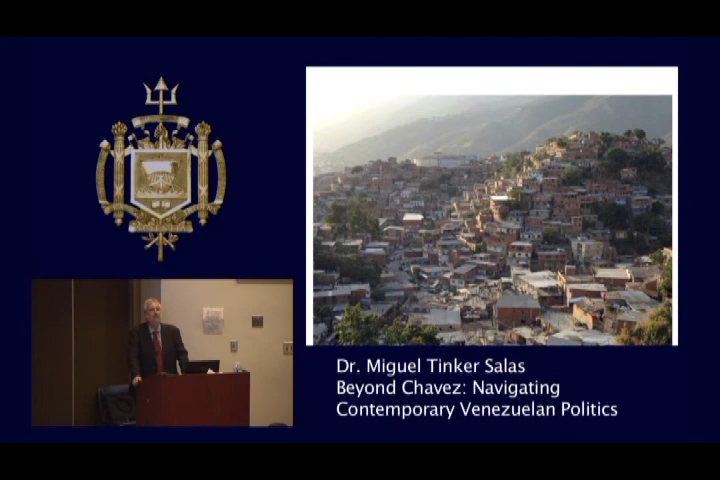 Dr. Miguel Tinker Salas
Beyond Chavez: Navigating
Contemporary Venezuelan Politics